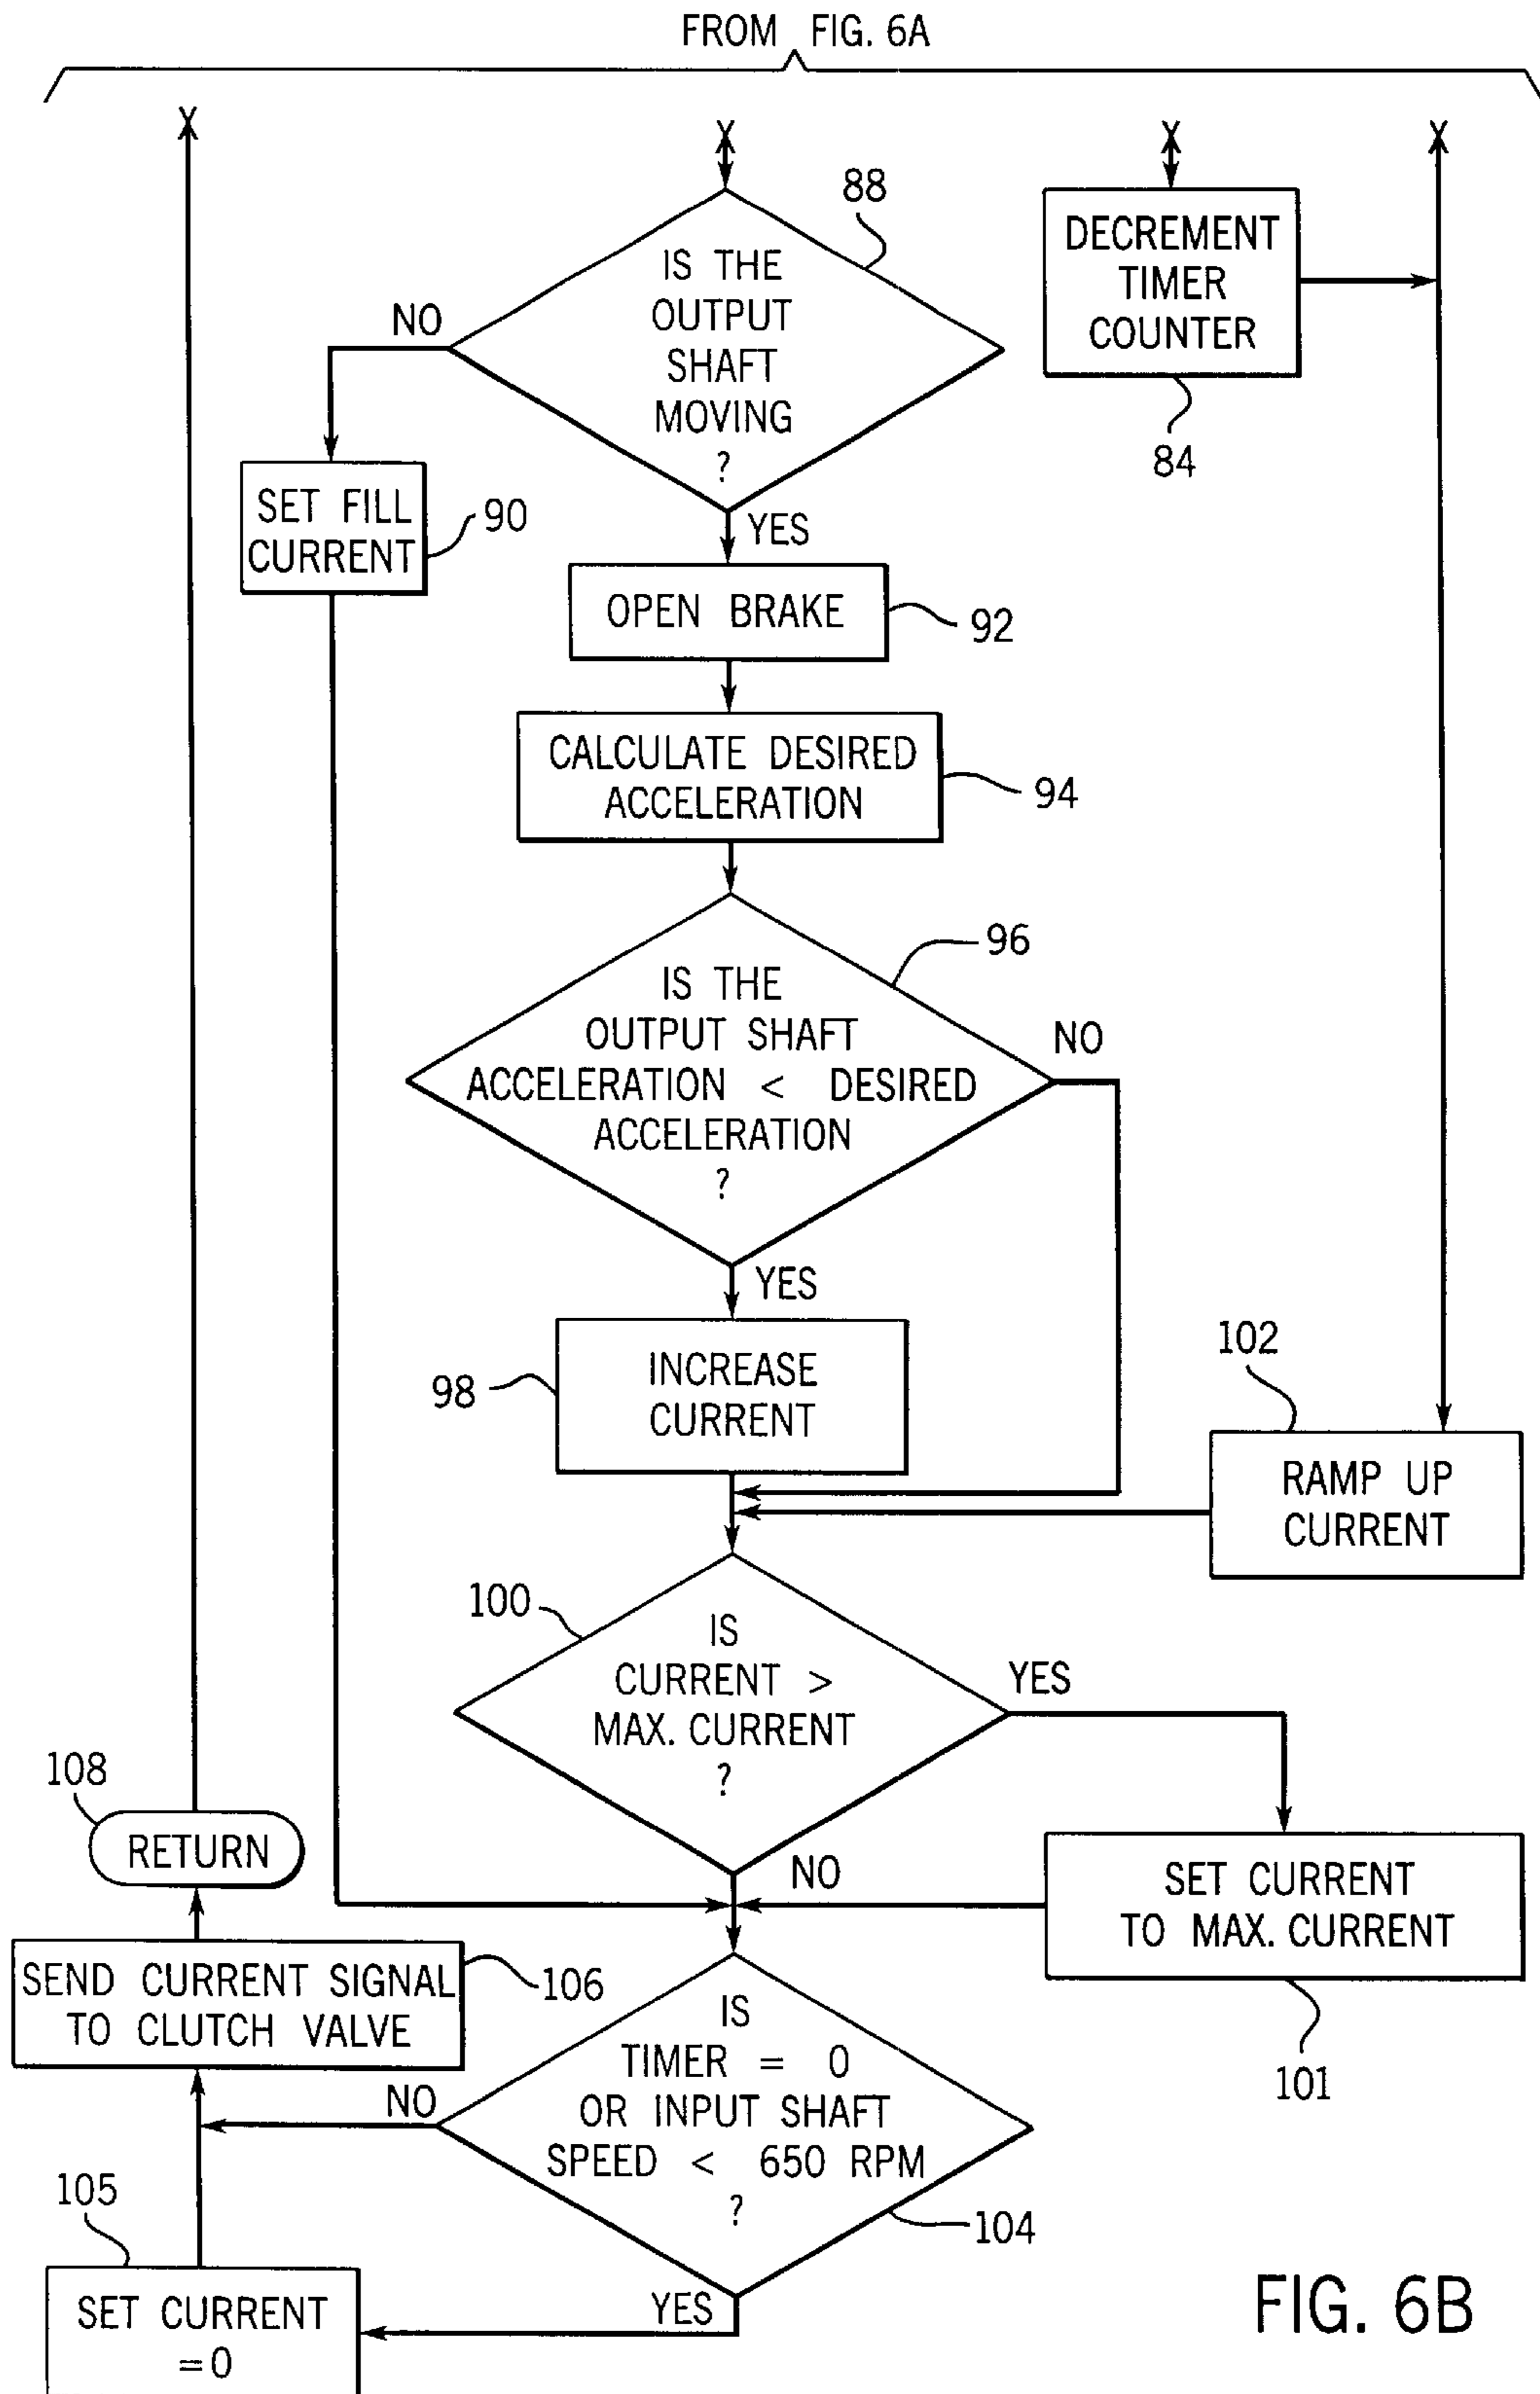 FROM FIG. 6A
88
IS THE
OUTPUT
SHAFT
MOVING
?
NO
YES
DECREMENT
TIMER
COUNTER
84
SET FILL
CURRENT
90
OPEN BRAKE
92
CALCULATE DESIRED
ACCELERATION
94
96
IS THE
OUTPUT SHAFT
ACCELERATION < DESIRED
ACCELERATION
?
NO
YES
98
INCREASE
CURRENT
102
RAMP UP
CURRENT
100
IS
CURRENT >
MAX. CURRENT
?
YES
NO
108
RETURN
SET CURRENT
TO MAX. CURRENT
101
SEND CURRENT SIGNAL
TO CLUTCH VALVE
106
IS
TIMER = 0
OR INPUT SHAFT
SPEED < 650 RPM
?
NO
104
YES
105
SET CURRENT
=0
FIG. 6B